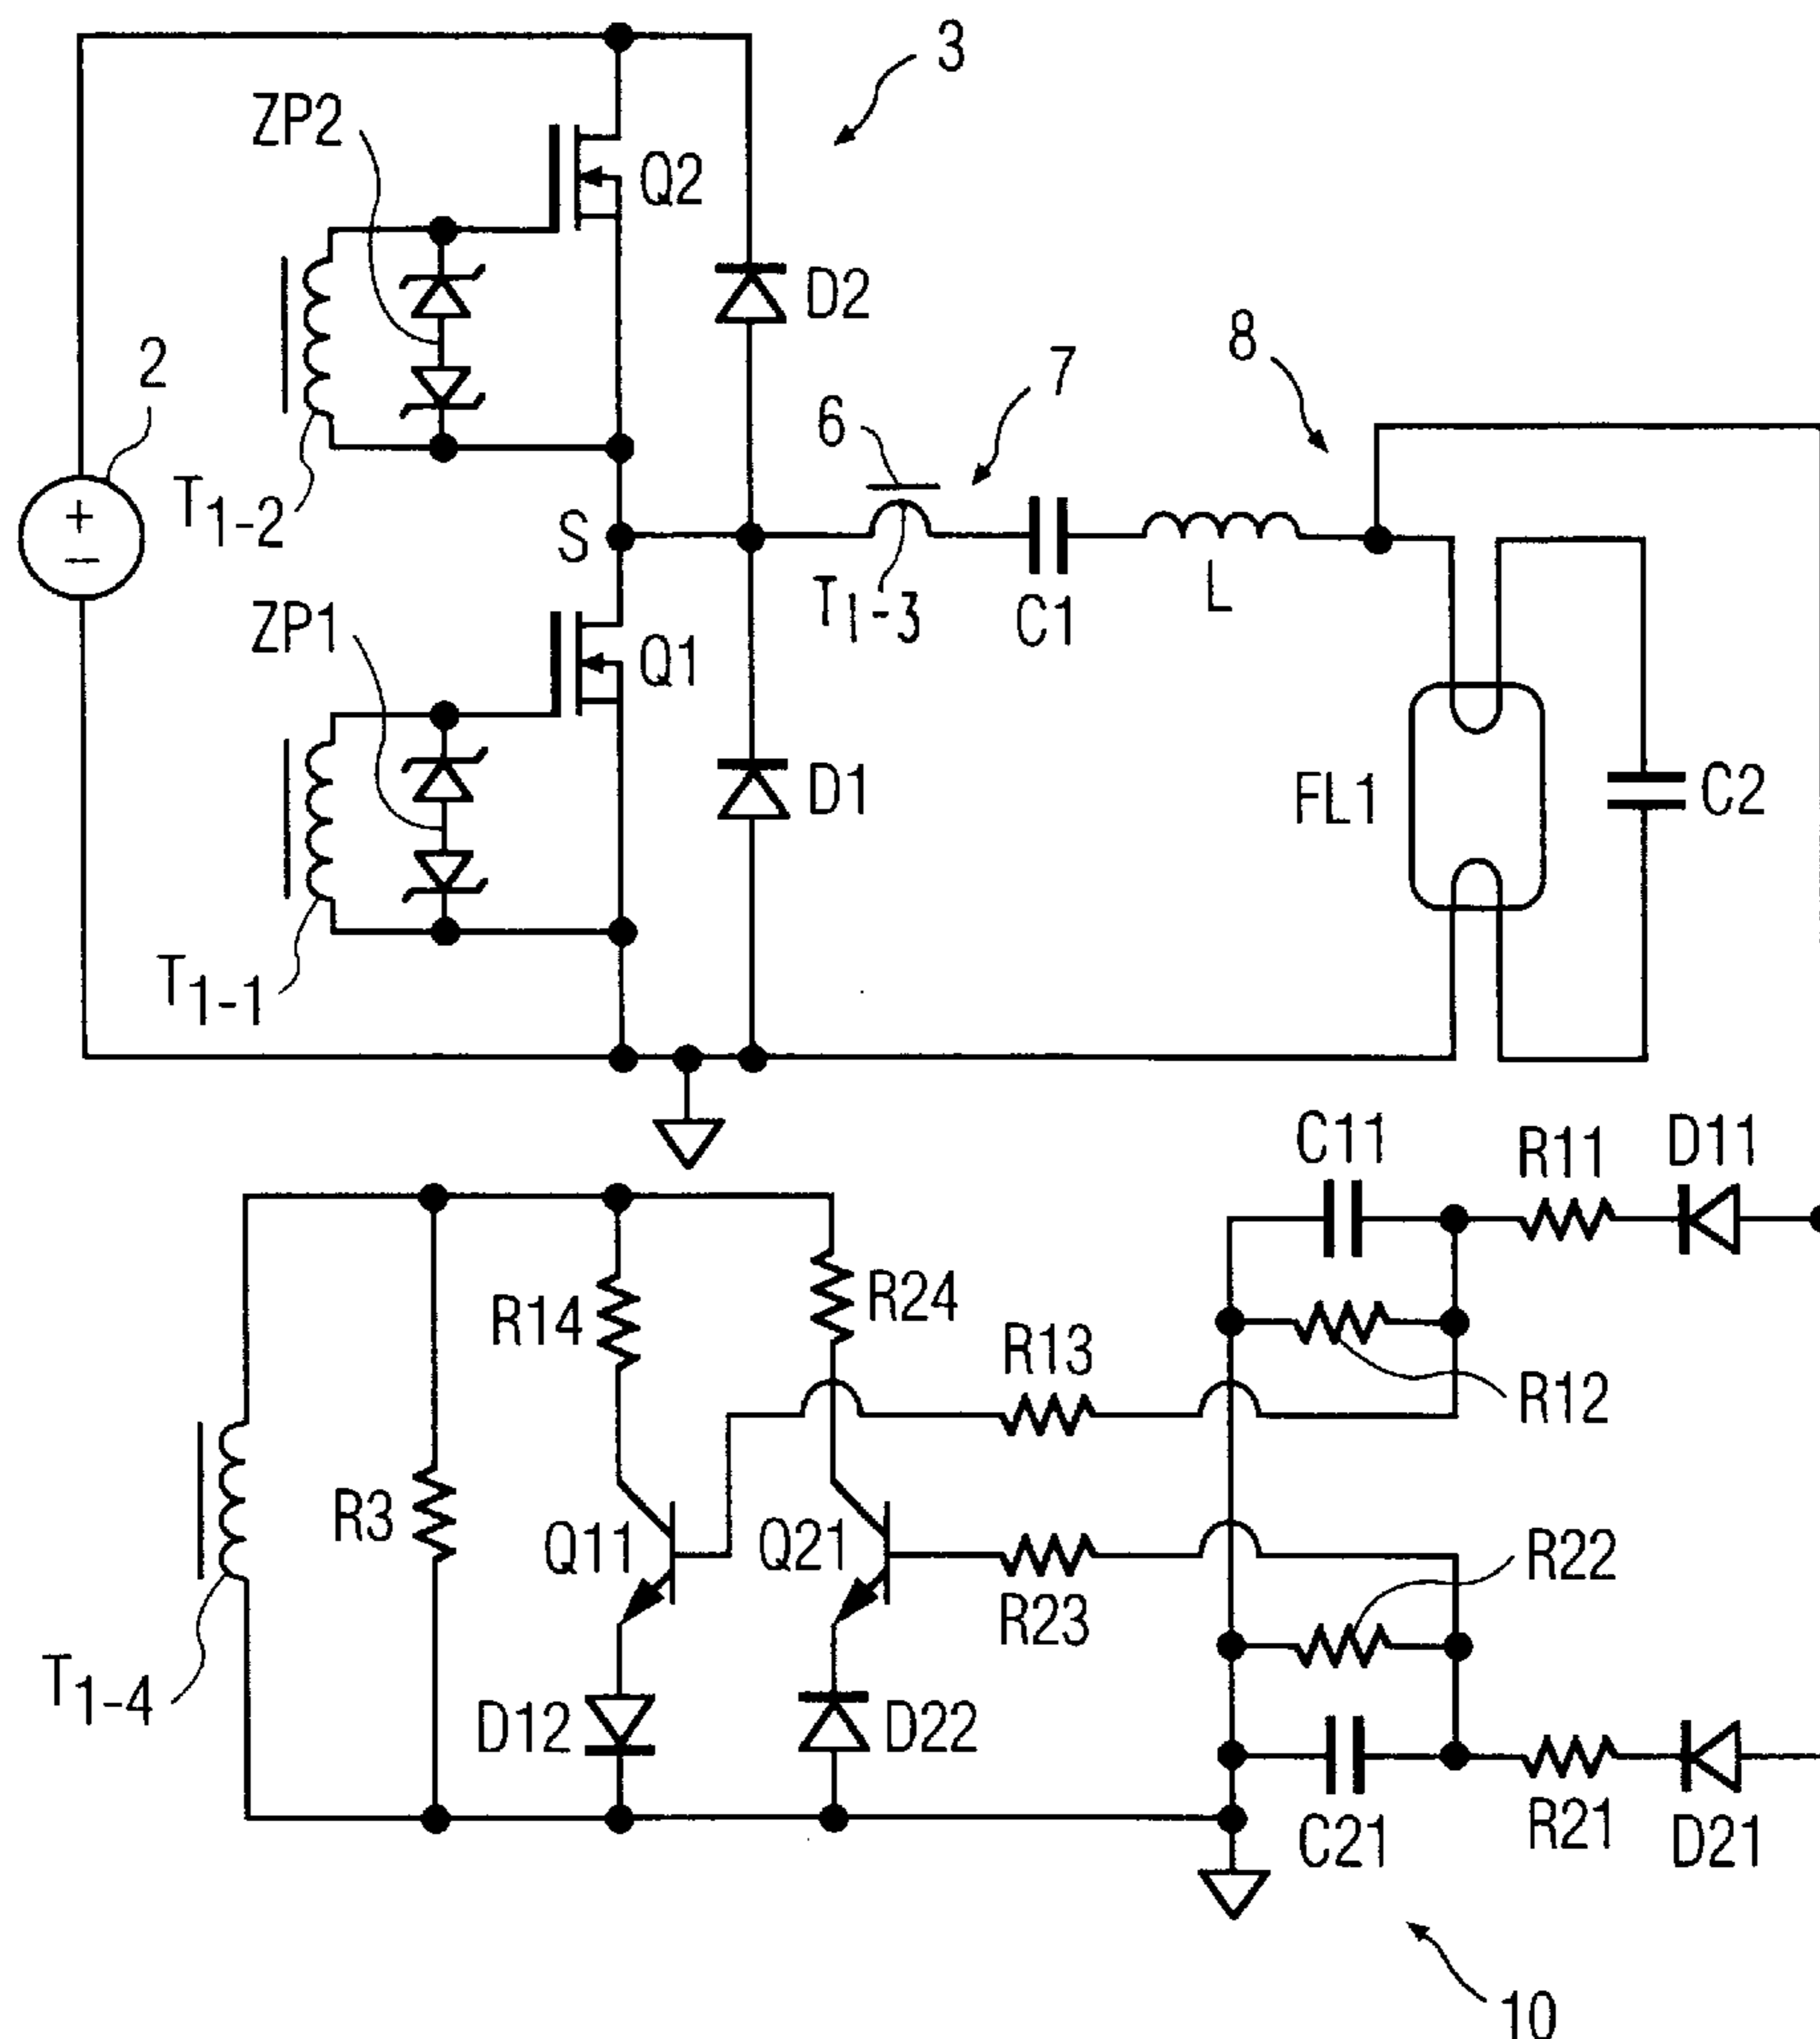 3
ZP2
Q2
D2
2
8
7
6
T1-2
S
T1-3
C1
L
ZP1
Q1
D1
FL1
C2
T1-1
C11
R11
D11
R14
R24
R13
R12
R3
Q11
Q21
R22
R23
T1-4
D12
D22
C21
R21
D21
10